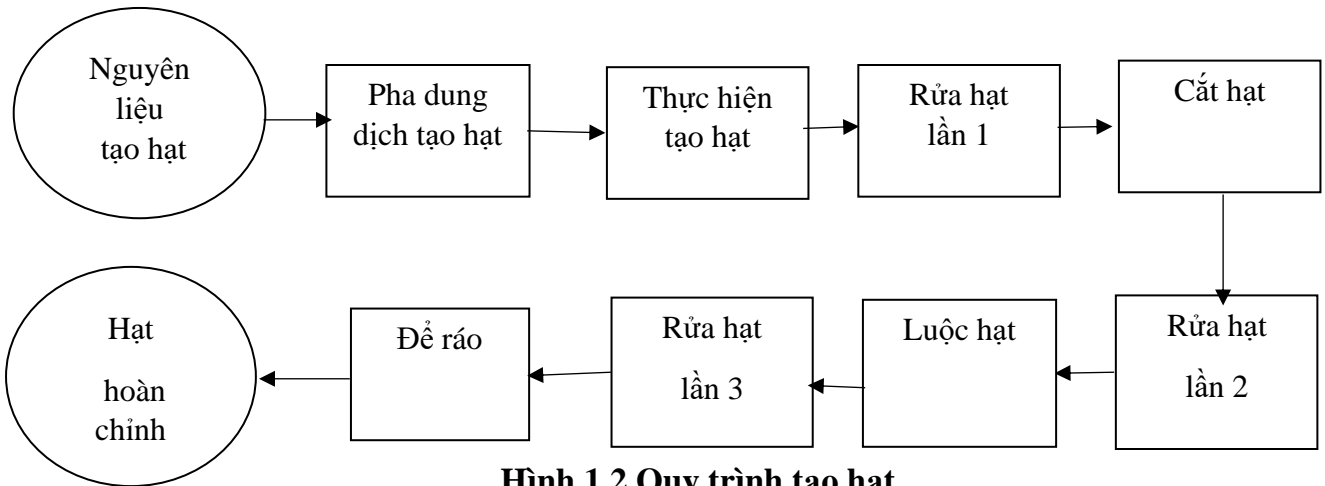 Nguyên
liệu
tạo hạt
Pha dung
dịch tạo hạt
Thực hiện
tạo hạt
Rửa hạt
lần 1
Cắt hạt
Rửa hạt
lần 2
Luộc hạt
Rửa hạt
lần 3
Để ráo
Hạt
hoàn
chỉnh
Hình 1.2 Quy trình tạo hạt